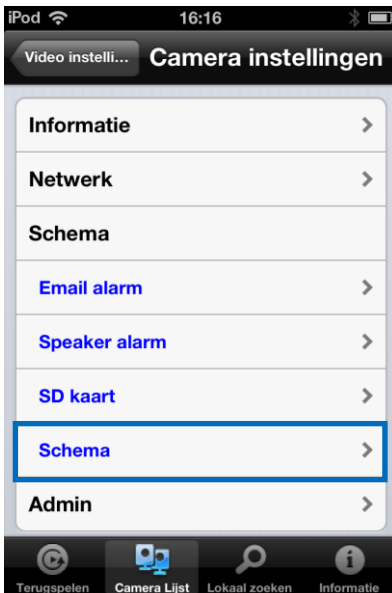 iPod 16:16
Video instelli... Camera instellingen
Informatie
Netwerk
Schema
Email alarm
Speaker alarm
SD kaart
Schema
Admin
Terugspelen Camera Lijst Lokaal zoeken Informatie